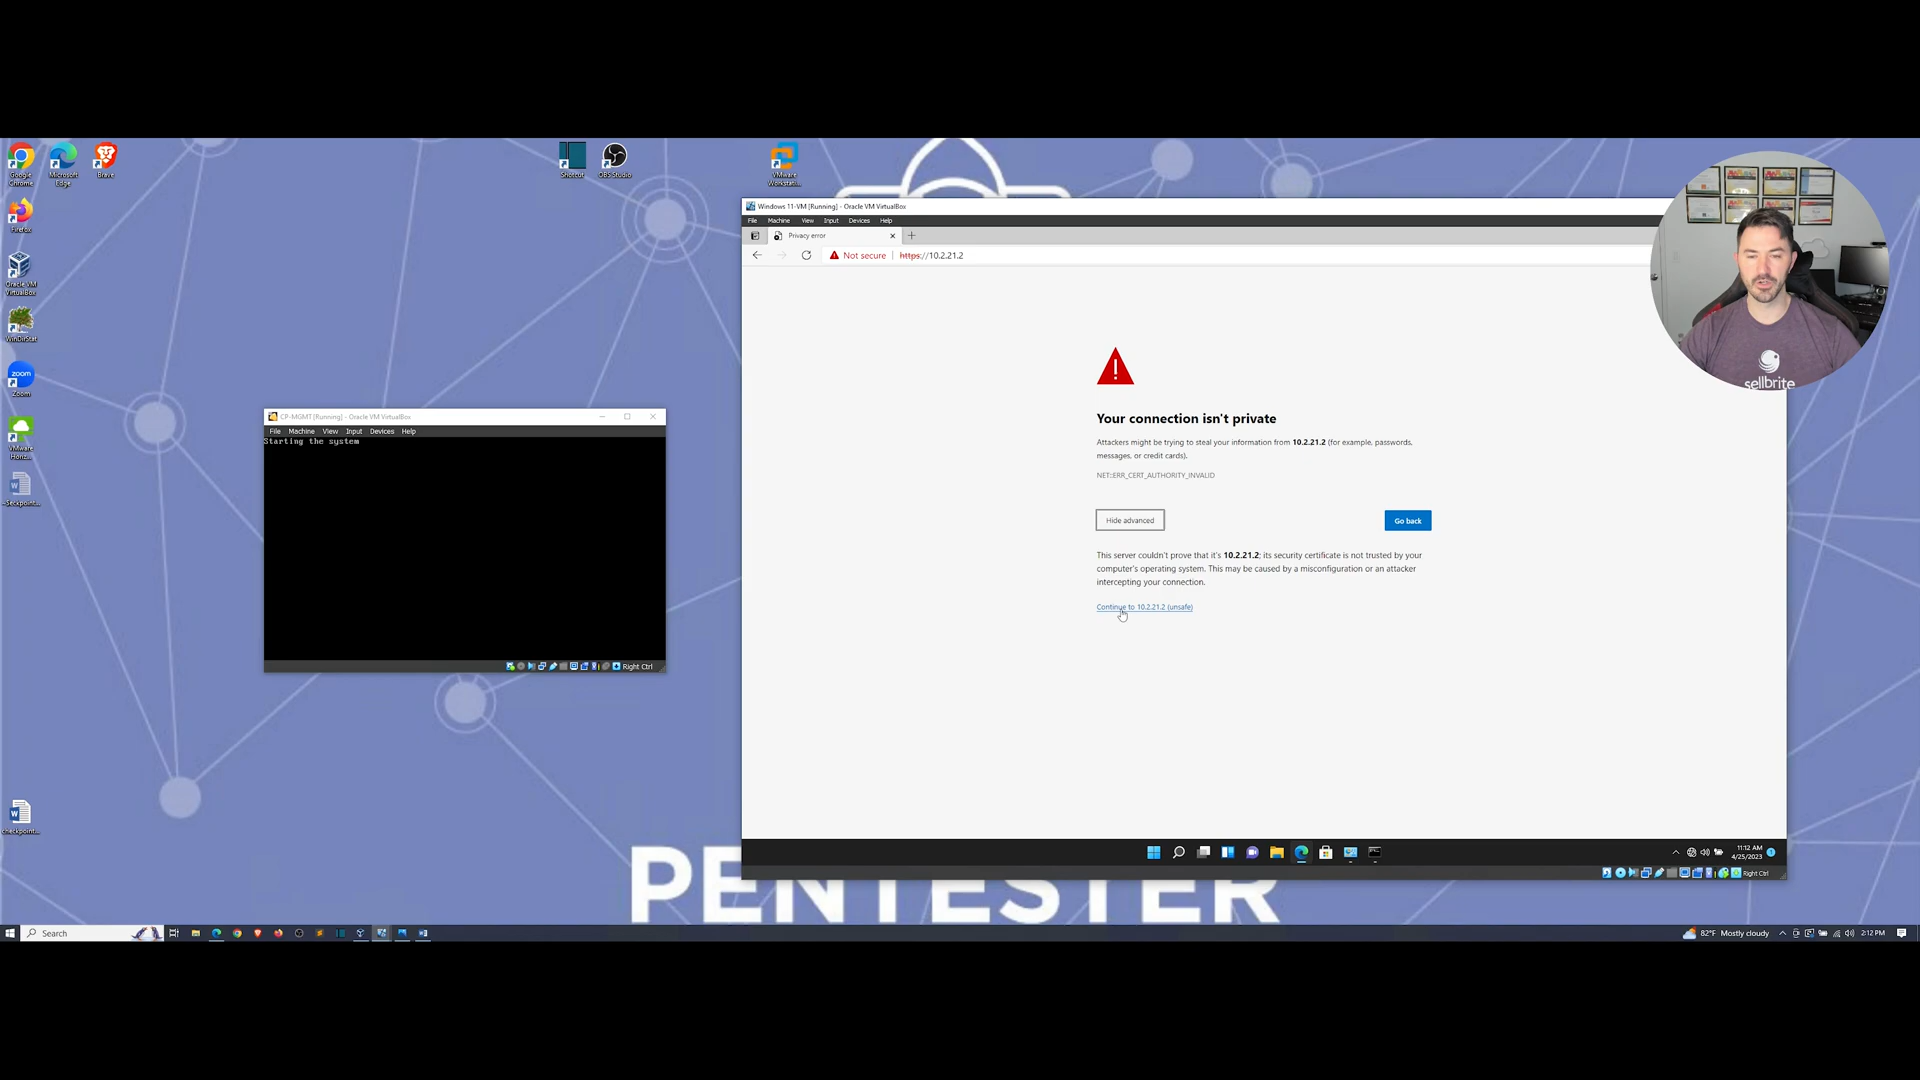 Google
Chrome
Microsoft
Edge
Brave
Shotcut
OBS Studio
VMware
Workstati...
Firefox
Oracle VM
VirtualBox
WinDirStat
zoom
Zoom
VMware
Horiz...
checkpoint...
Windows 11-VM [Running] - Oracle VM VirtualBox
File Machine View Input Devices Help
Privacy error
Not secure https://10.2.21.2
sellbrite
Your connection isn't private
Attackers might be trying to steal your information from 10.2.21.2 (for example, passwords,
messages, or credit cards).
NET::ERR_CERT_AUTHORITY_INVALID
Hide advanced
Go back
This server couldn't prove that it's 10.2.21.2; its security certificate is not trusted by your
computer's operating system. This may be caused by a misconfiguration or an attacker
intercepting your connection.
Continue to 10.2.21.2 (unsafe)
CP-MGMT [Running] - Oracle VM VirtualBox
File Machine View Input Devices Help
Starting the system
Right Ctrl
11:12 AM
4/25/2023
Right Ctrl
PENTESTER
Search
82°F Mostly cloudy
2:12 PM